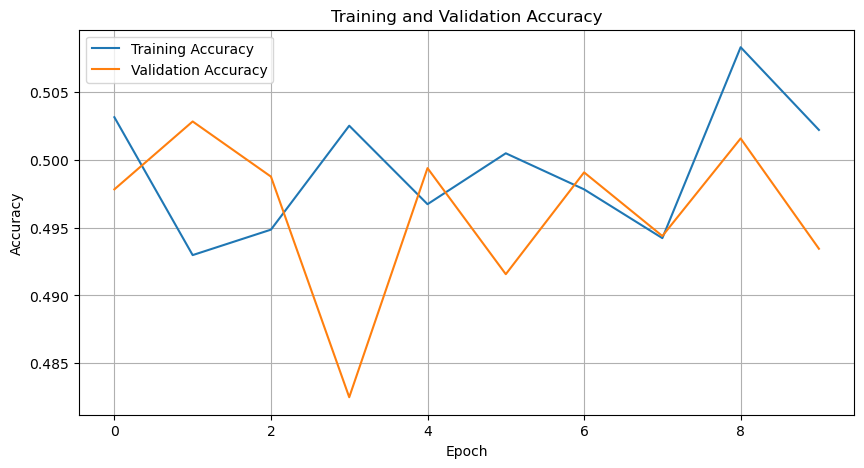 Training and Validation Accuracy
Training Accuracy
Validation Accuracy
0.505
0.500
0.495
0.490
0.485
Accuracy
0 2 4 6 8
Epoch